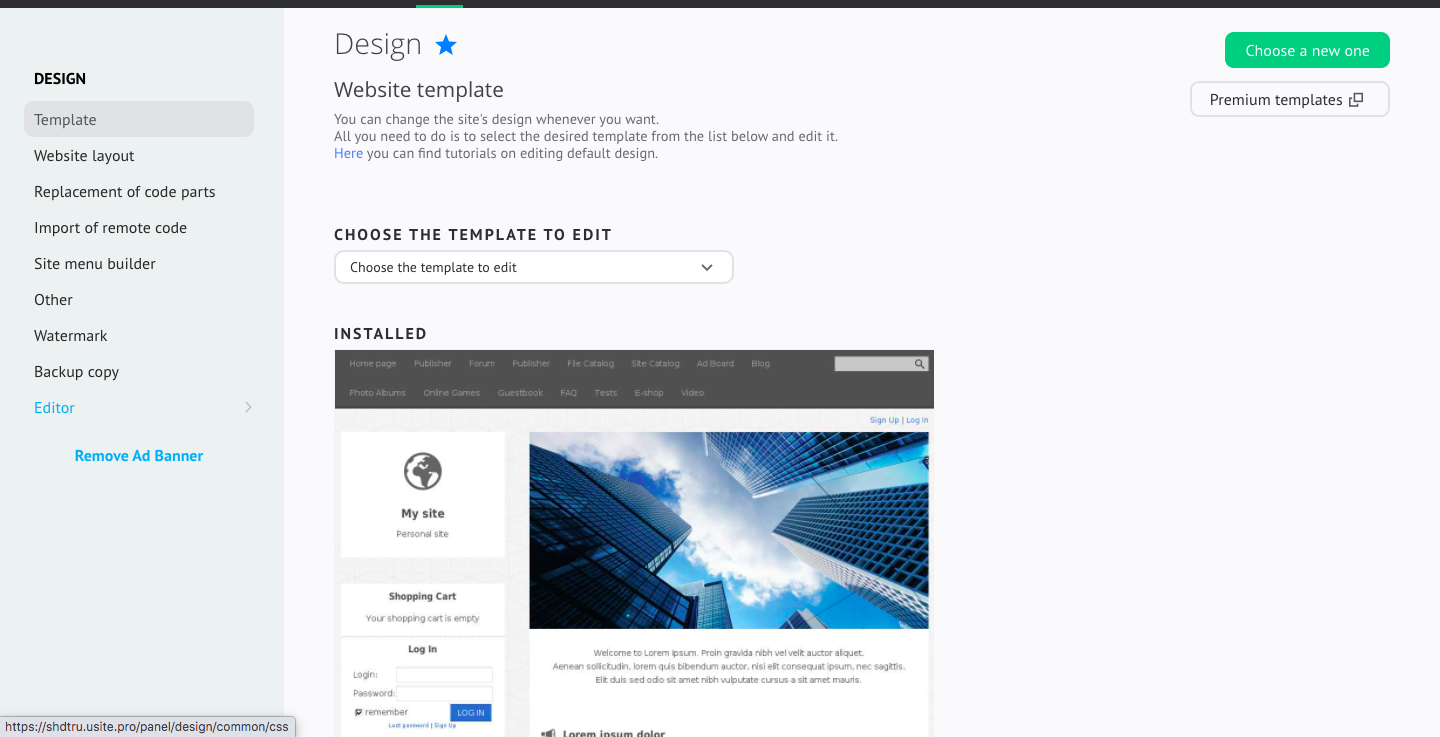 Design
Choose a new one
DESIGN
Website template
Premium templates
Template
You can change the site's design whenever you want.
All you need to do is to select the desired template from the list below and edit it.
Here you can find tutorials on editing default design.
Website layout
Replacement of code parts
Import of remote code
Site menu builder
Other
Watermark
Backup copy
Editor
Remove Ad Banner
CHOOSE THE TEMPLATE TO EDIT
Choose the template to edit
INSTALLED
Home page Publisher Forum Publisher File Catalog Site Catalog Ad Board Blog
Photo Albums Online Games Guestbook FAQ Tests E-shop Video
Sign Up | Log in
My site
Personal site
Shopping Cart
Your shopping cart is empty
Log In
Login:
Password:
remember LOG IN
Lost password | Sign Up
Welcome to Lorem Ipsum. Proin gravida nibh vel velit auctor aliquet.
Aenean sollicitudin, lorem quis bibendum auctor, nisi elit consequat ipsum, nec sagittis.
Elit duis sed odio sit amet nibh vulputate cursus a sit amet mauris.
Lorem ipsum dolor
https://shdtru.usite.pro/panel/design/common/css